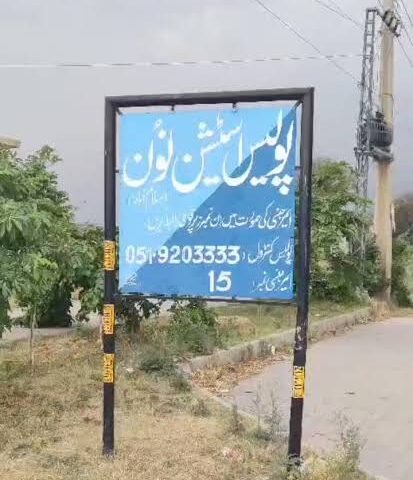 پولیس اسٹیشن نون
(اسلام آباد)
ایمرجنسی کی صورت میں ان نمبرز پر فوری رابطہ کریں
پولیس کنٹرول : 051-9203333
ایمرجنسی نمبر : 15